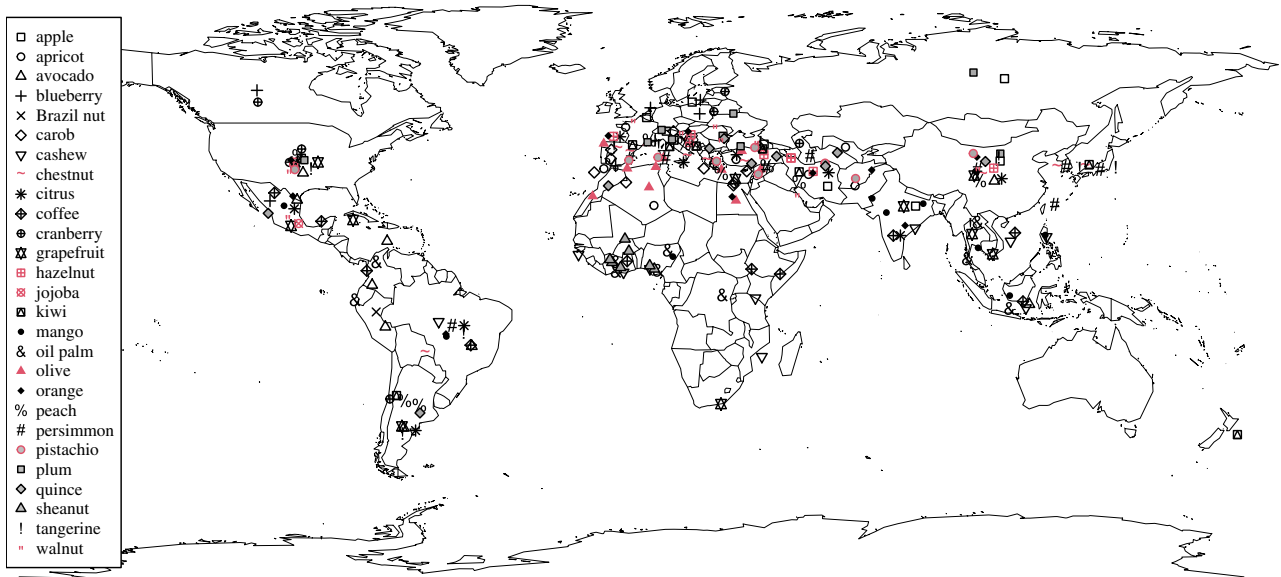 apple
apricot
avocado
blueberry
Brazil nut
carob
cashew
chestnut
citrus
coffee
cranberry
grapefruit
hazelnut
jojoba
kiwi
mango
oil palm
olive
orange
peach
persimmon
pistachio
plum
quince
sheanut
tangerine
walnut